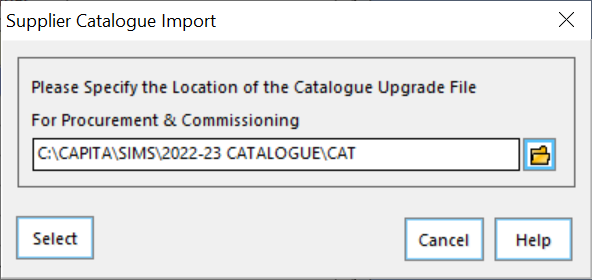 Supplier Catalogue Import
Please Specify the Location of the Catalogue Upgrade File
For Procurement & Commissioning
C:\CAPITA\SIMS\2022-23 CATALOGUE\CAT
Select
Cancel
Help